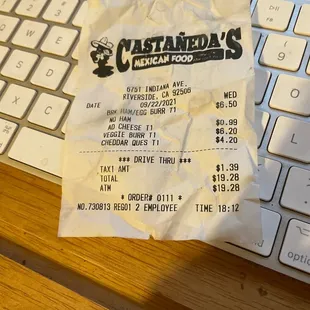 CASTAÑEDA'S
MEXICAN FOOD
6751 INDIANA AVE.
RIVERSIDE, CA 92506
DATE 09/22/2021 WED
BRK HAM/EGG BURR T1 $6.50
NO HAM
AD CHEESE T1 $0.99
VEGGIE BURR T1 $6.20
CHEDDAR QUES T1 $4.20
*** DRIVE THRU ***
TAX1 AMT $1.39
TOTAL $19.28
ATM $19.28
* ORDER# 0111 *
NO.730813 REG01 2 EMPLOYEE TIME 18:12